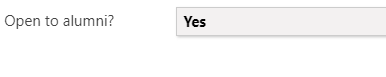 Open to alumni? Yes